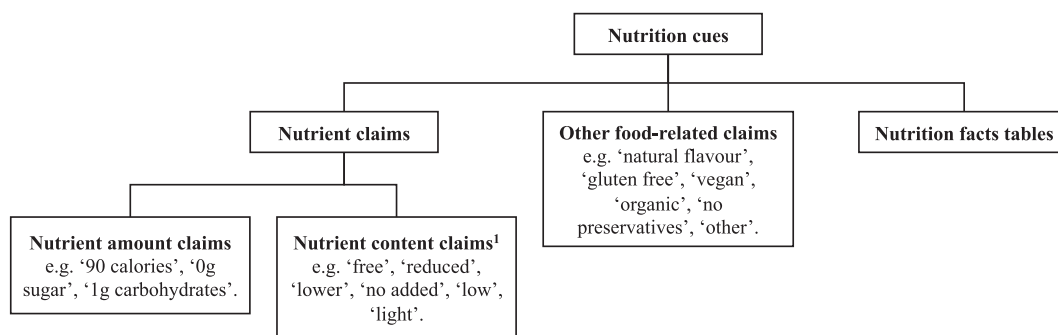 Nutrition cues
Nutrient claims
Other food-related claims
e.g. ‘natural flavour’,
‘gluten free’, ‘vegan’,
‘organic’, ‘no
preservatives’, ‘other’.
Nutrition facts tables
Nutrient amount claims
e.g. ‘90 calories’, ‘0g
sugar’, ‘1g carbohydrates’.
Nutrient content claims¹
e.g. ‘free’, ‘reduced’,
‘lower’, ‘no added’, ‘low’,
‘light’.